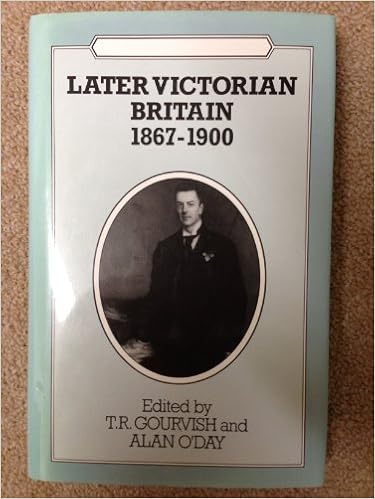 LATER VICTORIAN
BRITAIN
1867-1900
Edited by
T.R. GOURVISH and
ALAN O'DAY